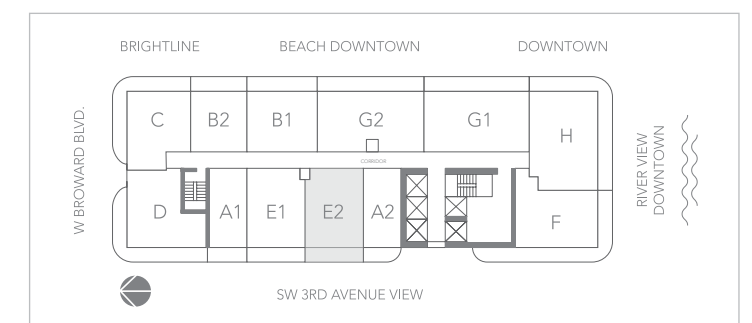 BRIGHTLINE
BEACH DOWNTOWN
DOWNTOWN
W BROWARD BLVD.
C
B2
B1
G2
G1
H
CORRIDOR
D
A1
E1
E2
A2
F
RIVER VIEW
DOWNTOWN
SW 3RD AVENUE VIEW